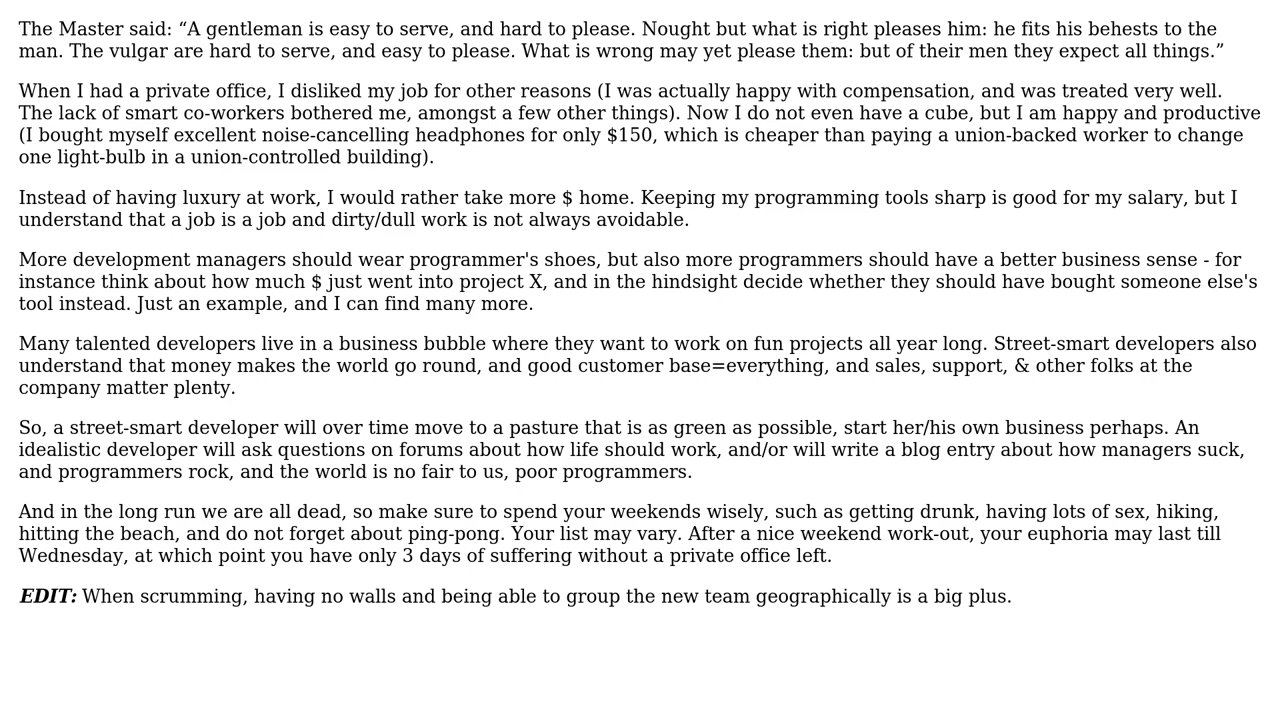 The Master said: “A gentleman is easy to serve, and hard to please. Nought but what is right pleases him: he fits his behests to the
man. The vulgar are hard to serve, and easy to please. What is wrong may yet please them: but of their men they expect all things.”
When I had a private office, I disliked my job for other reasons (I was actually happy with compensation, and was treated very well.
The lack of smart co-workers bothered me, amongst a few other things). Now I do not even have a cube, but I am happy and productive
(I bought myself excellent noise-cancelling headphones for only $150, which is cheaper than paying a union-backed worker to change
one light-bulb in a union-controlled building).
Instead of having luxury at work, I would rather take more $ home. Keeping my programming tools sharp is good for my salary, but I
understand that a job is a job and dirty/dull work is not always avoidable.
More development managers should wear programmer's shoes, but also more programmers should have a better business sense - for
instance think about how much $ just went into project X, and in the hindsight decide whether they should have bought someone else's
tool instead. Just an example, and I can find many more.
Many talented developers live in a business bubble where they want to work on fun projects all year long. Street-smart developers also
understand that money makes the world go round, and good customer base=everything, and sales, support, & other folks at the
company matter plenty.
So, a street-smart developer will over time move to a pasture that is as green as possible, start her/his own business perhaps. An
idealistic developer will ask questions on forums about how life should work, and/or will write a blog entry about how managers suck,
and programmers rock, and the world is no fair to us, poor programmers.
And in the long run we are all dead, so make sure to spend your weekends wisely, such as getting drunk, having lots of sex, hiking,
hitting the beach, and do not forget about ping-pong. Your list may vary. After a nice weekend work-out, your euphoria may last till
Wednesday, at which point you have only 3 days of suffering without a private office left.
EDIT: When scrumming, having no walls and being able to group the new team geographically is a big plus.